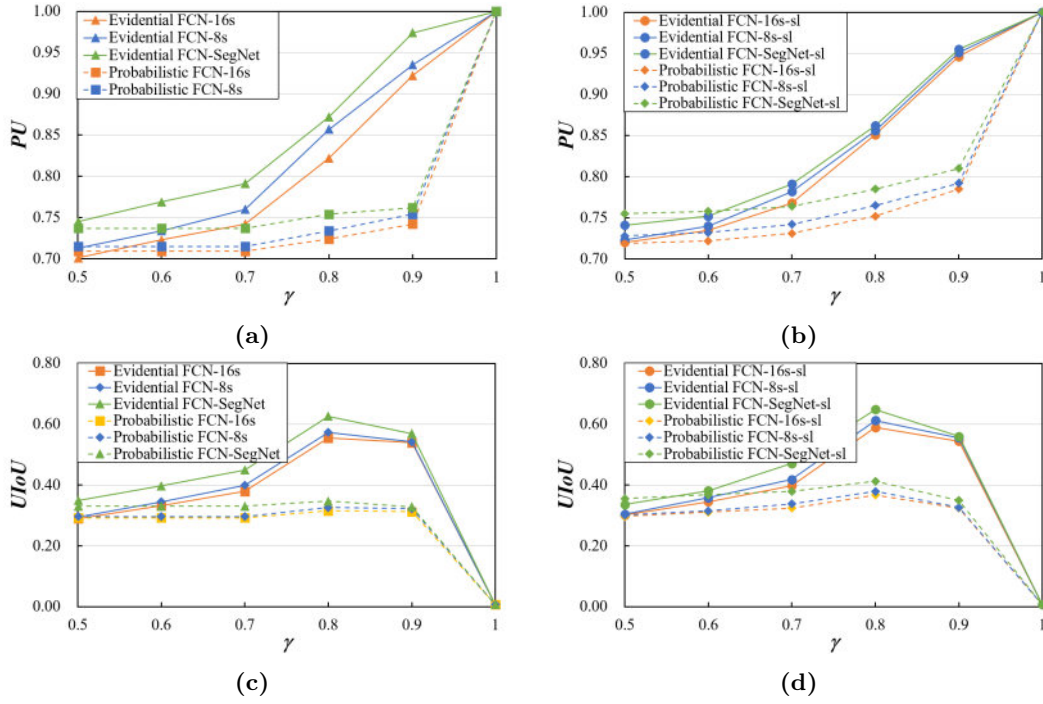 1.00
0.95
0.90
0.85
0.80
0.75
0.70
PU
Evidential FCN-16s
Evidential FCN-8s
Evidential FCN-SegNet
Probabilistic FCN-16s
Probabilistic FCN-8s
0.5 0.6 0.7 0.8 0.9 1
γ
(a)
1.00
0.95
0.90
0.85
0.80
0.75
0.70
PU
Evidential FCN-16s-sl
Evidential FCN-8s-sl
Evidential FCN-SegNet-sl
Probabilistic FCN-16s-sl
Probabilistic FCN-8s-sl
Probabilistic FCN-SegNet-sl
0.5 0.6 0.7 0.8 0.9 1
γ
(b)
0.80
0.60
0.40
0.20
0.00
UIoU
Evidential FCN-16s
Evidential FCN-8s
Evidential FCN-SegNet
Probabilistic FCN-16s
Probabilistic FCN-8s
Probabilistic FCN-SegNet
0.5 0.6 0.7 0.8 0.9 1
γ
(c)
0.80
0.60
0.40
0.20
0.00
UIoU
Evidential FCN-16s-sl
Evidential FCN-8s-sl
Evidential FCN-SegNet-sl
Probabilistic FCN-16s-sl
Probabilistic FCN-8s-sl
Probabilistic FCN-SegNet-sl
0.5 0.6 0.7 0.8 0.9 1
γ
(d)